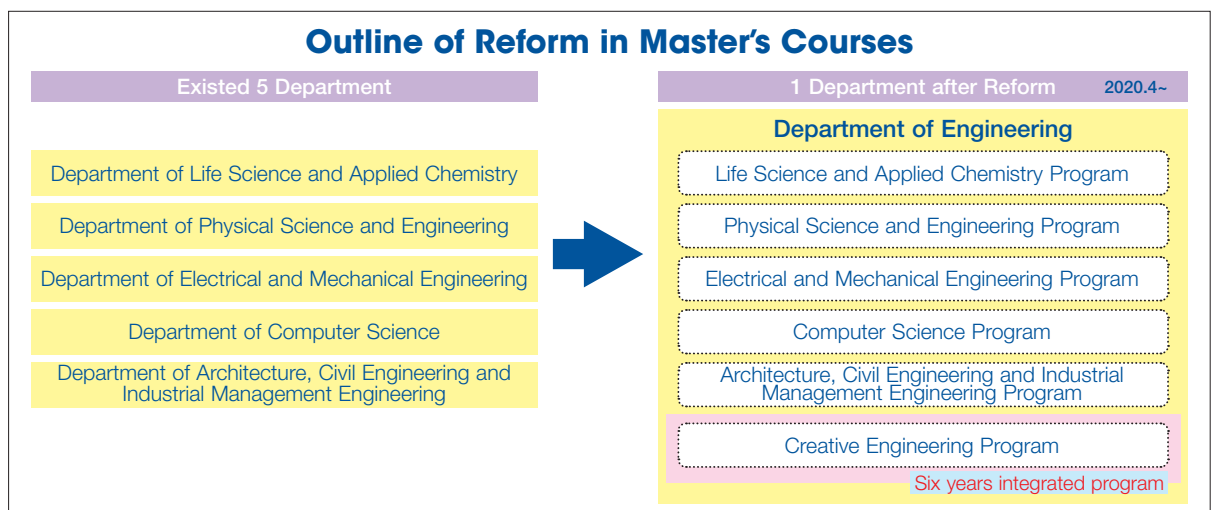 Outline of Reform in Master's Courses
Existed 5 Department
Department of Life Science and Applied Chemistry
Department of Physical Science and Engineering
Department of Electrical and Mechanical Engineering
Department of Computer Science
Department of Architecture, Civil Engineering and
Industrial Management Engineering
1 Department after Reform 2020.4~
Department of Engineering
Life Science and Applied Chemistry Program
Physical Science and Engineering Program
Electrical and Mechanical Engineering Program
Computer Science Program
Architecture, Civil Engineering and Industrial
Management Engineering Program
Creative Engineering Program
Six years integrated program